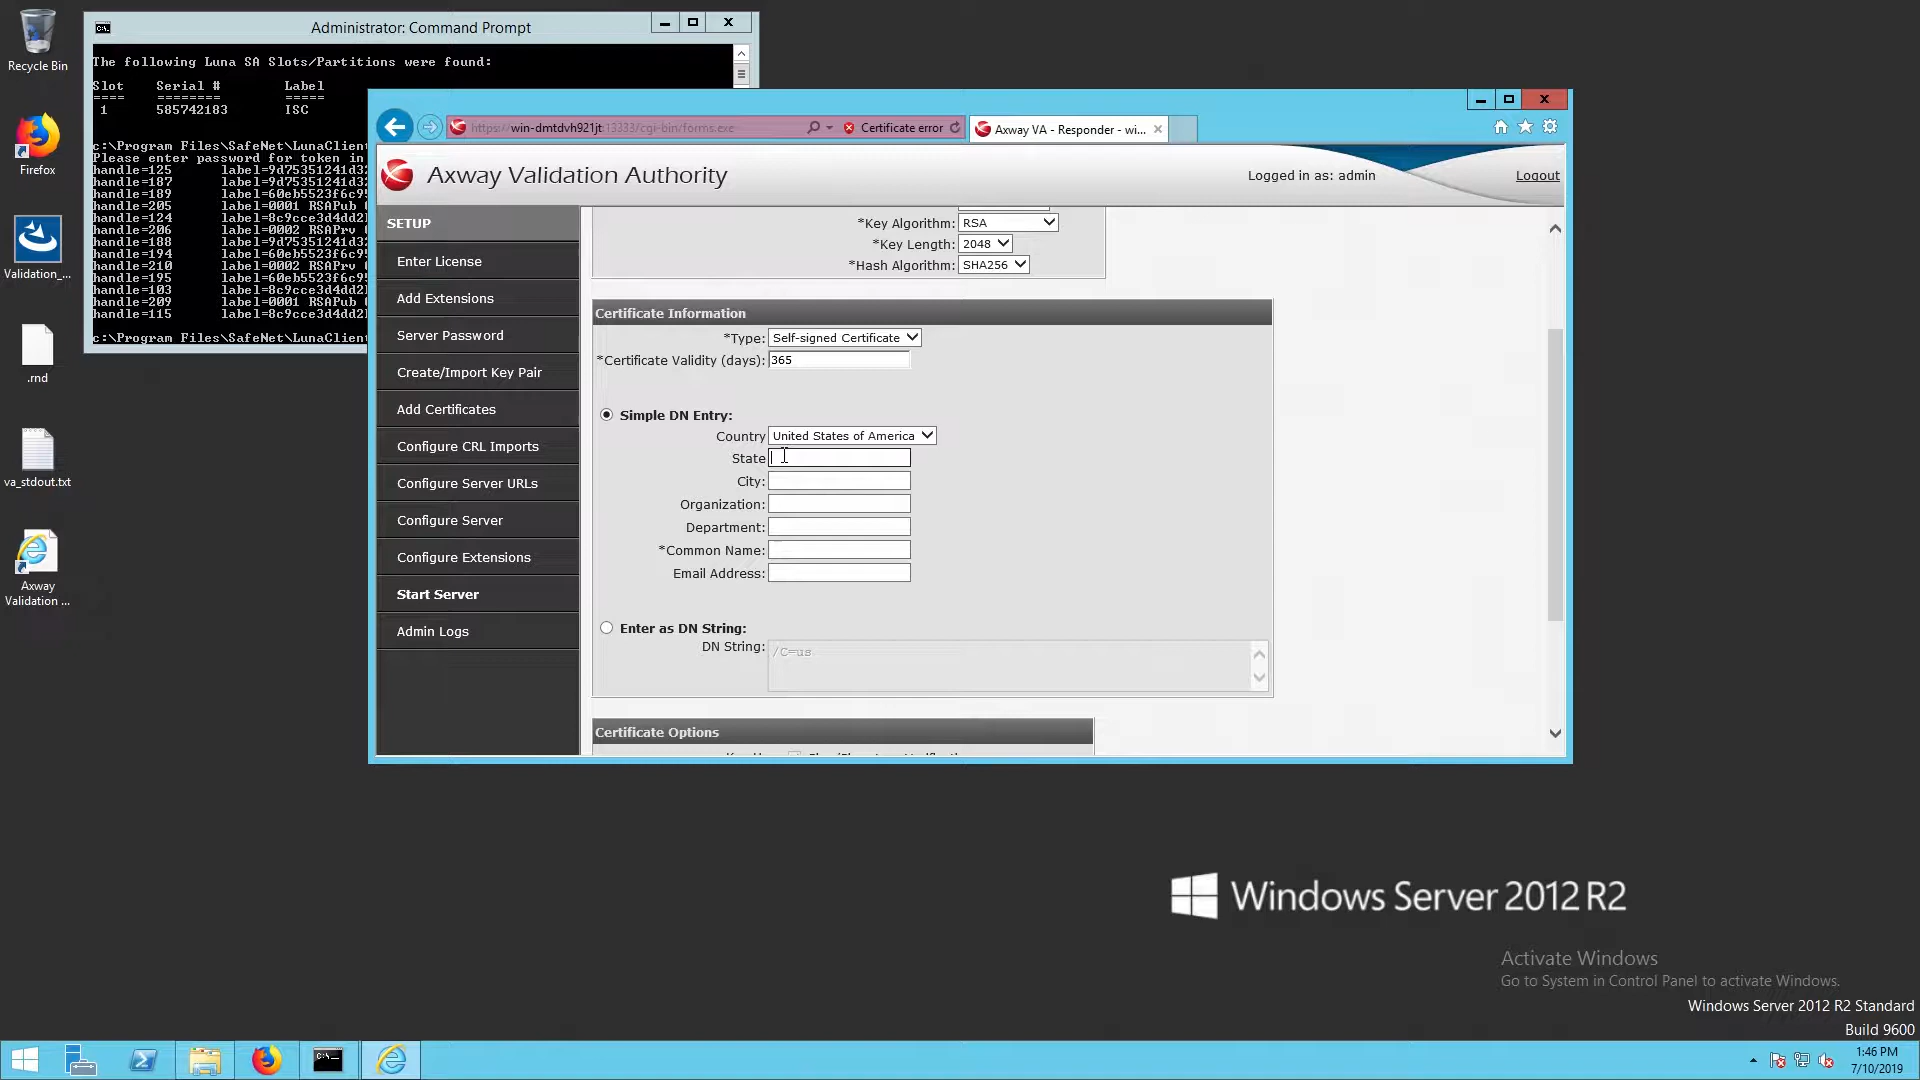 Recycle Bin
Firefox
Validation_...
.rnd
va_stdout.txt
Axway
Validation ...
Administrator: Command Prompt
The following Luna SA Slots/Partitions were found:
Slot Serial # Label
==== ======== =====
1 585742183 ISC
c:\Program Files\SafeNet\LunaClient
Please enter password for token in
handle=125 label=9d75351241d32
handle=187 label=9d75351241d32
handle=189 label=60eb5523f6c95
handle=205 label=0001 RSAPub
handle=124 label=8c9cce3d4dd2
handle=206 label=0002 RSAPrv
handle=188 label=9d75351241d32
handle=194 label=60eb5523f6c95
handle=210 label=0002 RSAPrv
handle=195 label=60eb5523f6c95
handle=103 label=8c9cce3d4dd2
handle=209 label=0001 RSAPub
handle=115 label=8c9cce3d4dd2
c:\Program Files\SafeNet\LunaClient
https://win-dmtdvh921jt:13333/cgi-bin/forms.exe
Certificate error
Axway VA - Responder - wi...
Axway Validation Authority
Logged in as: admin
Logout
SETUP
Enter License
Add Extensions
Server Password
Create/Import Key Pair
Add Certificates
Configure CRL Imports
Configure Server URLs
Configure Server
Configure Extensions
Start Server
Admin Logs
*Key Algorithm: RSA
*Key Length: 2048
*Hash Algorithm: SHA256
Certificate Information
*Type: Self-signed Certificate
*Certificate Validity (days): 365
Simple DN Entry:
Country United States of America
State
City:
Organization:
Department:
*Common Name:
Email Address:
Enter as DN String:
DN String: /C=us
Certificate Options
Windows Server 2012 R2
Activate Windows
Go to System in Control Panel to activate Windows.
Windows Server 2012 R2 Standard
Build 9600
1:46 PM
7/10/2019